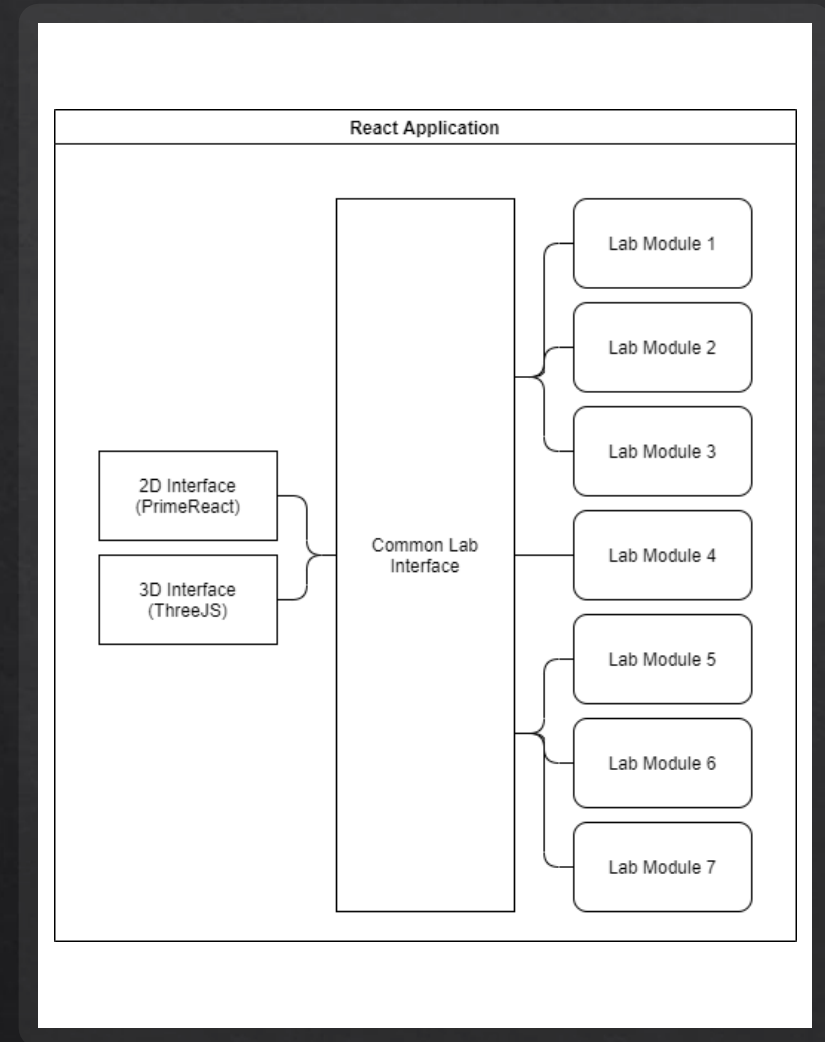 React Application
2D Interface
(PrimeReact)
3D Interface
(ThreeJS)
Common Lab
Interface
Lab Module 1
Lab Module 2
Lab Module 3
Lab Module 4
Lab Module 5
Lab Module 6
Lab Module 7